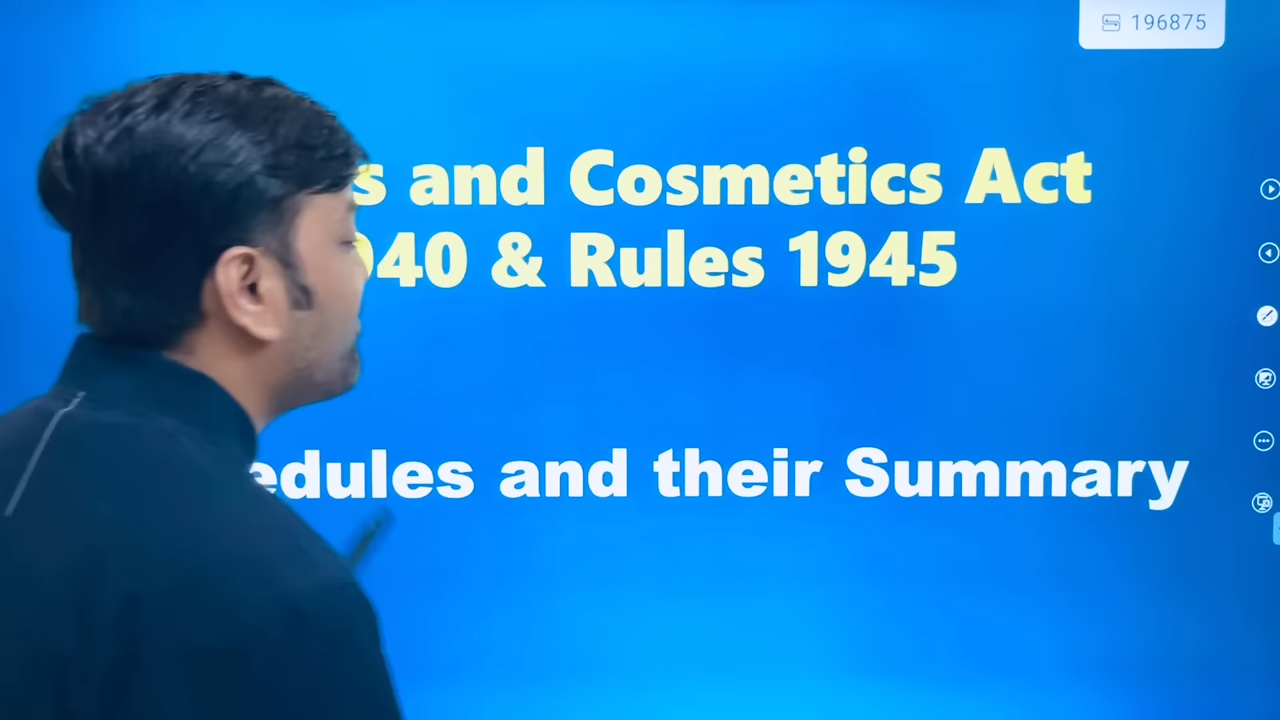 196875
s and Cosmetics Act
940 & Rules 1945
edules and their Summary